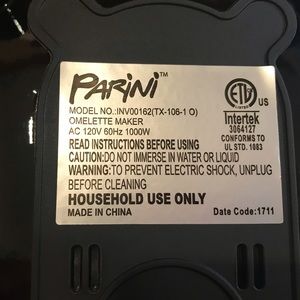 PARINI™
MODEL NO.:INV00162(TX-106-1 O)
OMELETTE MAKER
AC 120V 60Hz 1000W
ETL
US
LISTED
Intertek
3064127
CONFORMS TO
UL STD. 1083
READ INSTRUCTIONS BEFORE USING
CAUTION:DO NOT IMMERSE IN WATER OR LIQUID
WARNING:TO PREVENT ELECTRIC SHOCK, UNPLUG
BEFORE CLEANING
HOUSEHOLD USE ONLY
MADE IN CHINA
Date Code:1711